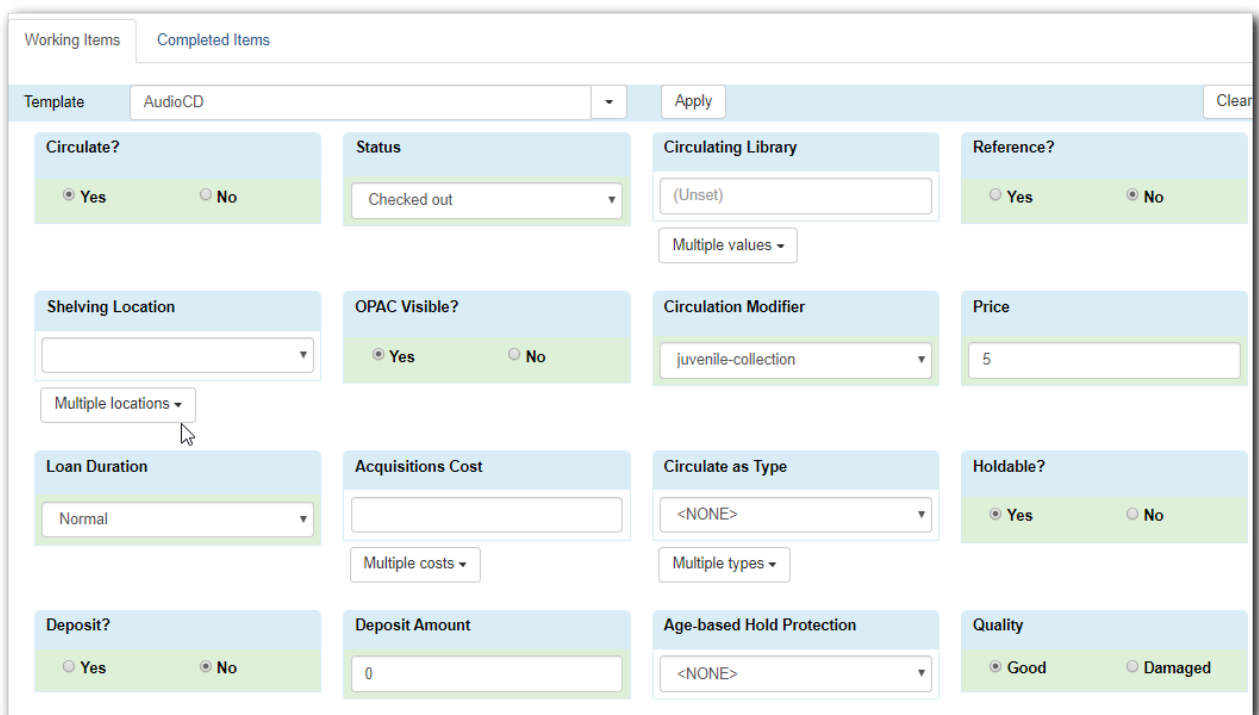 Working Items Completed Items
Template AudioCD Apply Clear
Circulate? Status Circulating Library Reference?
Yes No Checked out (Unset) Yes No
Multiple values
Shelving Location OPAC Visible? Circulation Modifier Price
Yes No juvenile-collection 5
Multiple locations
Loan Duration Acquisitions Cost Circulate as Type Holdable?
Normal <NONE> Yes No
Multiple costs Multiple types
Deposit? Deposit Amount Age-based Hold Protection Quality
Yes No 0 <NONE> Good Damaged